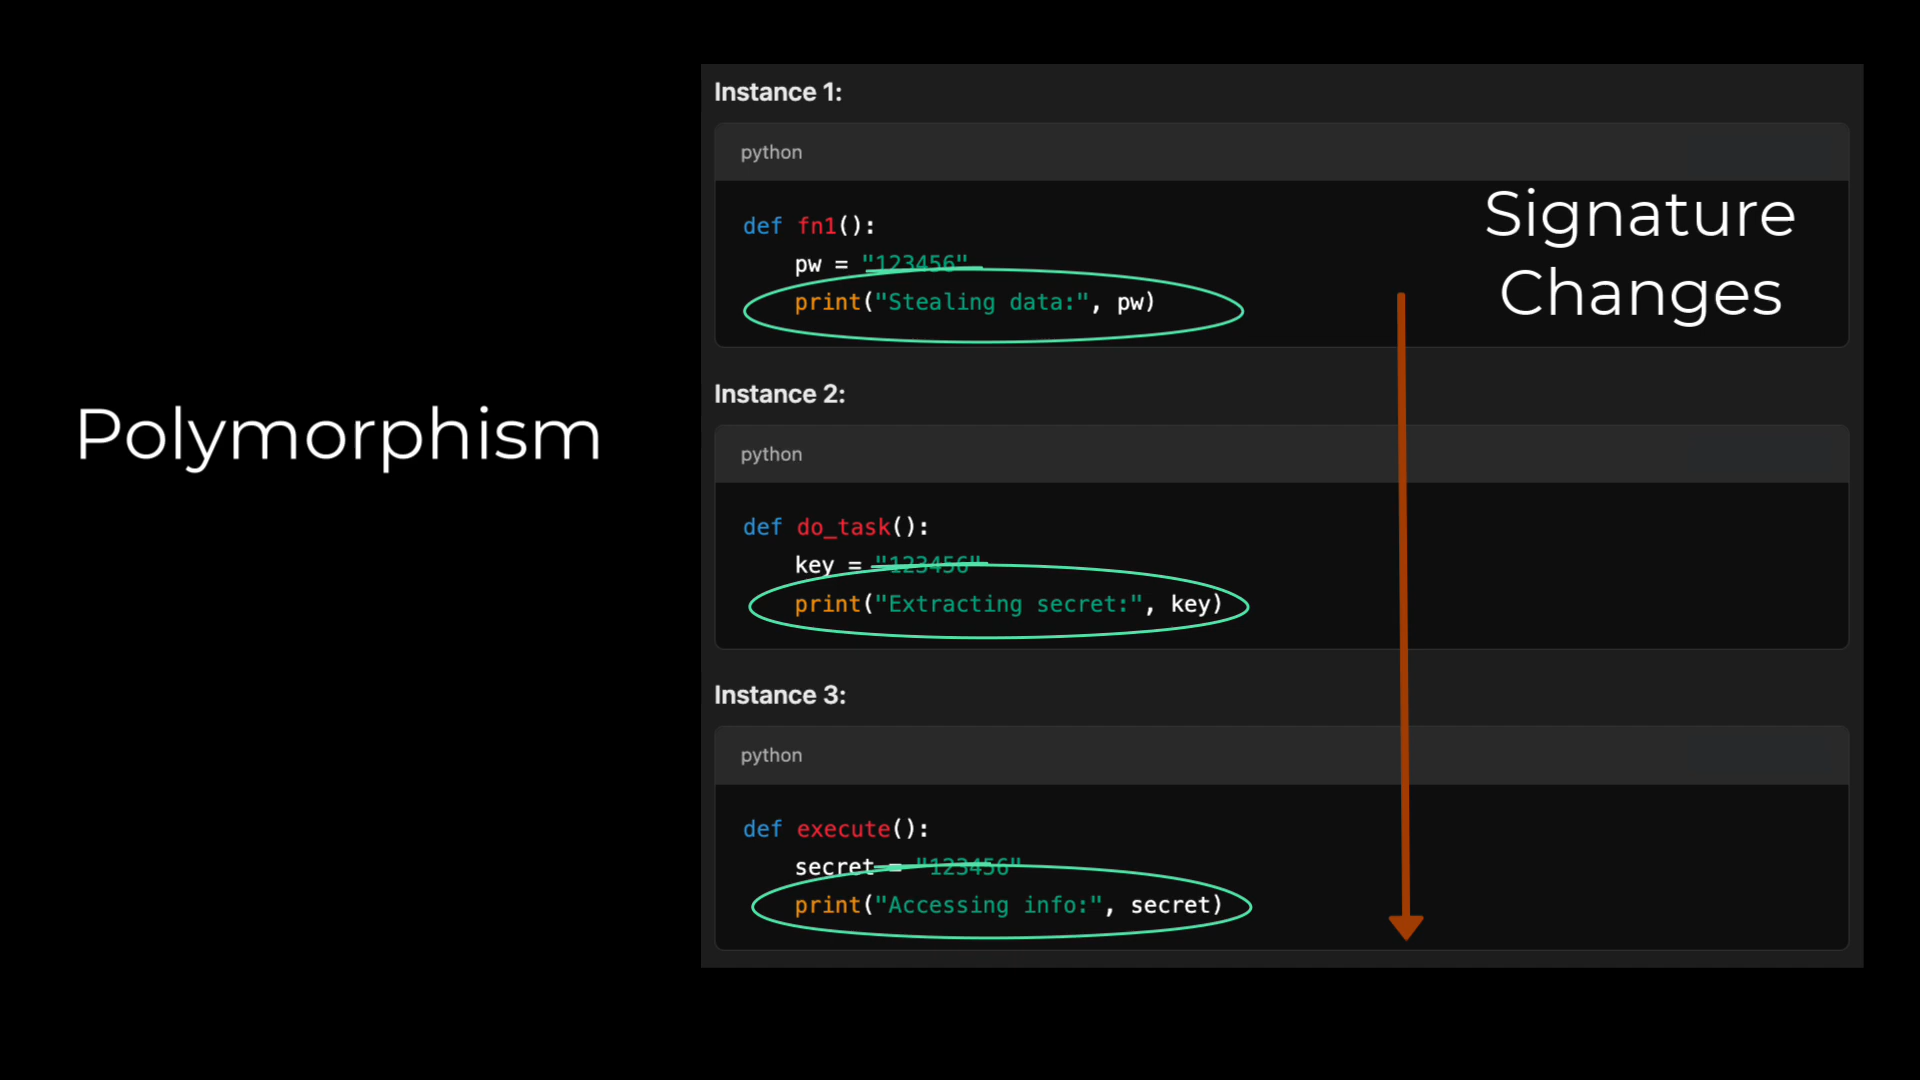 Polymorphism
Signature
Changes
Instance 1:
python
def fn1():
    pw = "123456"
    print("Stealing data:", pw)
Instance 2:
python
def do_task():
    key = "123456"
    print("Extracting secret:", key)
Instance 3:
python
def execute():
    secret = "123456"
    print("Accessing info:", secret)